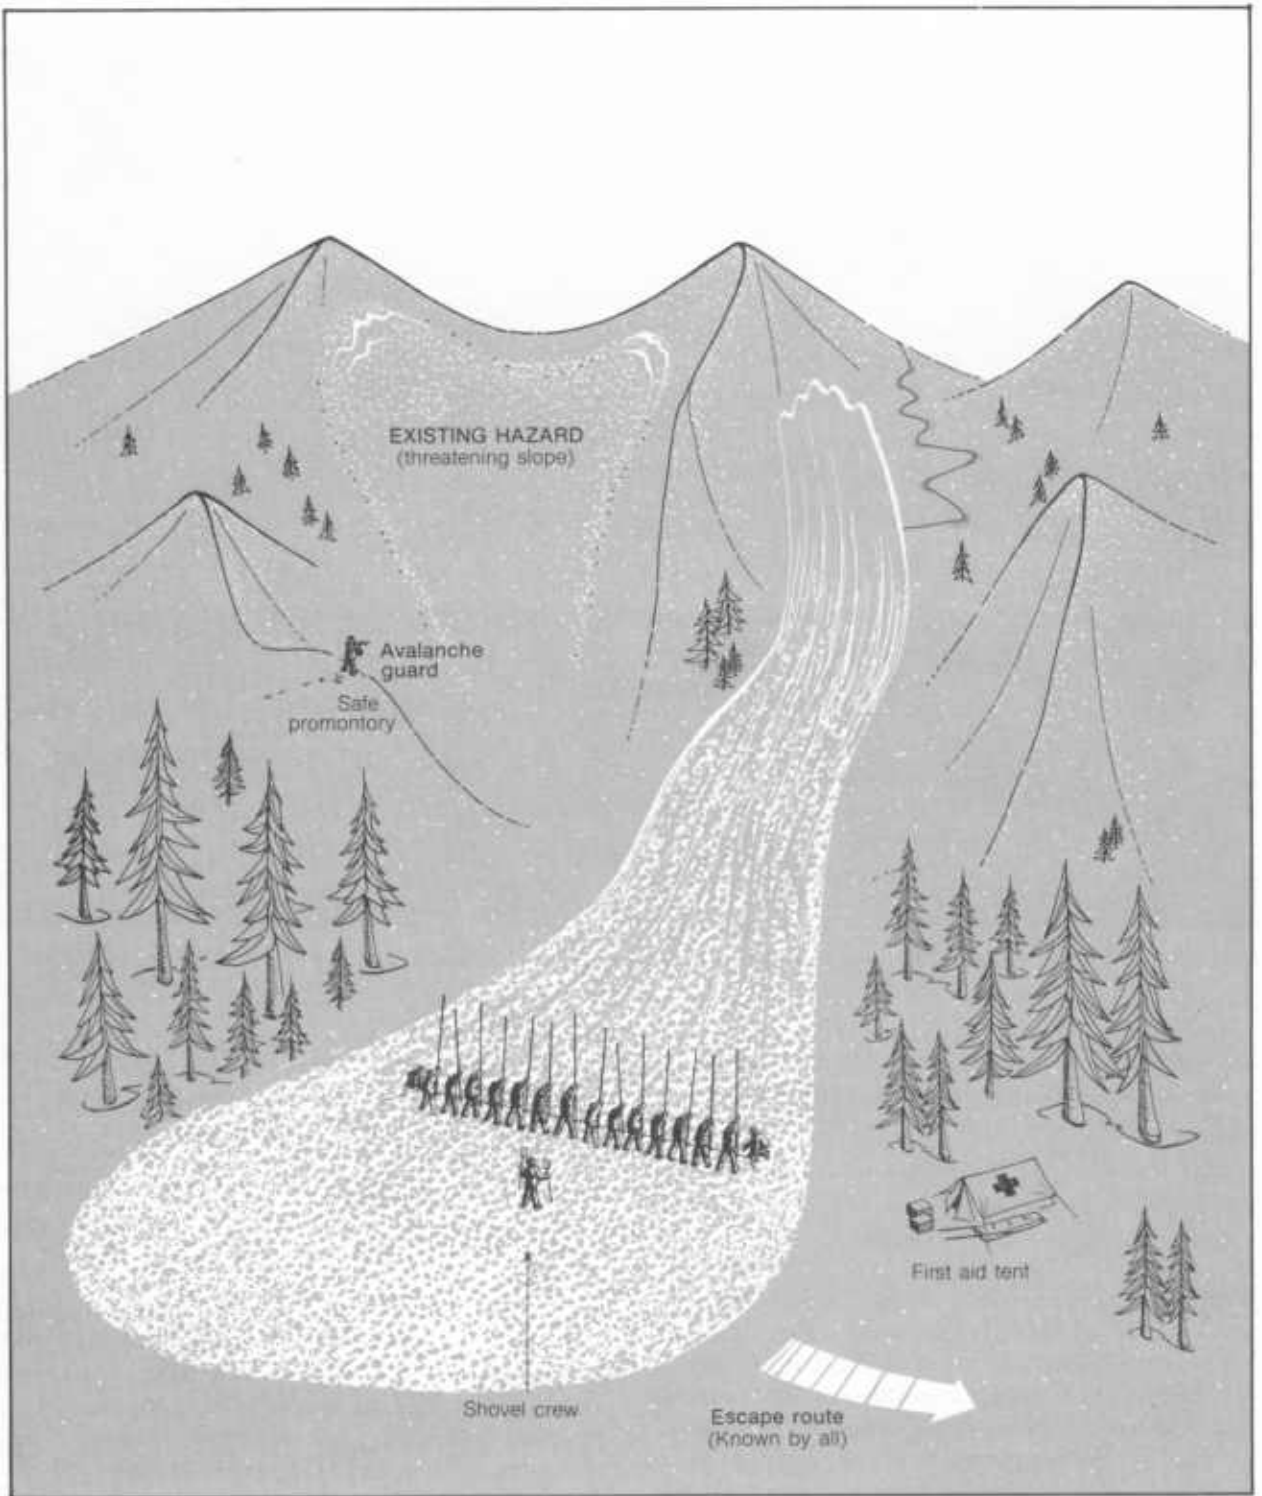 EXISTING HAZARD
(threatening slope)
Avalanche
guard
Safe
promontory
First aid tent
Shovel crew
Escape route
(Known by all)